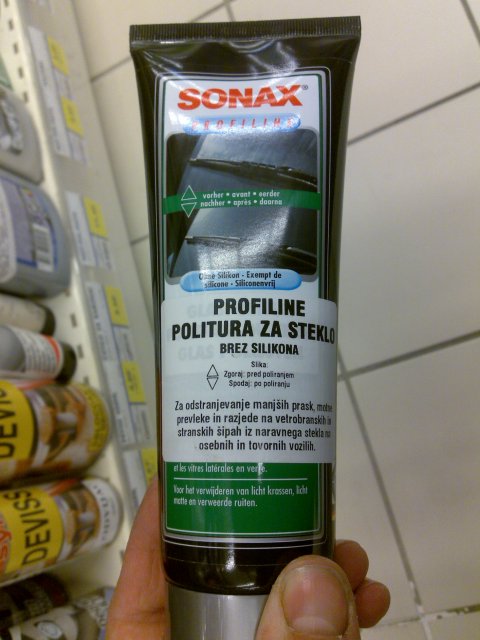 SONAX
PROFILINE
vorher • avant • eerder
nachher • après • daarna
Ohne Silikon - Exempt de
silicone - Siliconenvrij
PROFILINE
POLITURA ZA STEKLO
BREZ SILIKONA
Slika:
Zgoraj: pred poliranjem
Spodaj: po poliranju
Za odstranjevanje manjših prask, motne
prevleke in razjede na vetrobranskih in
stranskih šipah iz naravnega stekla na
osebnih in tovornih vozilih.
et les vitres latérales en verre.
Voor het verwijderen van licht krassen, licht
matte en verweerde ruiten.
DEVISS
DEVISS